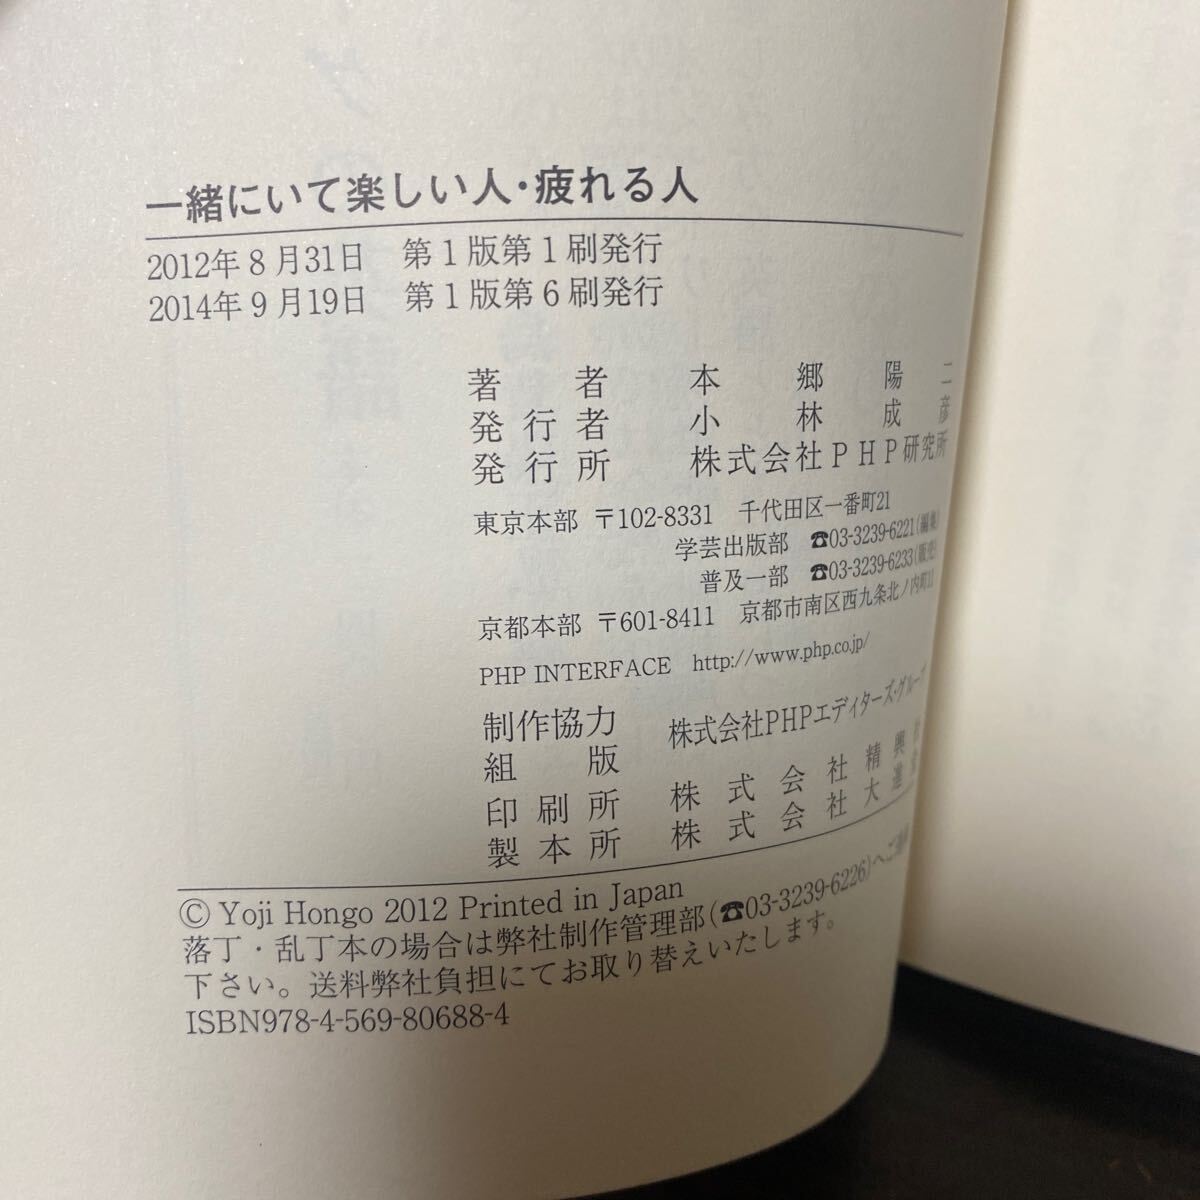 一緒にいて楽しい人・疲れる人
2012年8月31日　第1版第1刷発行
2014年9月19日　第1版第6刷発行
著者　本郷陽二
発行者　小林成彦
発行所　株式会社PHP研究所
東京本部　〒102-8331　千代田区一番町21
学芸出版部　☎03-3239-6221(編集)
普及一部　☎03-3239-6233(販売)
京都本部　〒601-8411　京都市南区西九条北ノ内町11
PHP INTERFACE　http://www.php.co.jp/
制作協力
組版　株式会社PHPエディターズ・グループ
印刷所　株式会社精興
製本所　株式会社大進
© Yoji Hongo 2012 Printed in Japan
落丁・乱丁本の場合は弊社制作管理部(☎03-3239-6226)へご
下さい。送料弊社負担にてお取り替えいたします。
ISBN978-4-569-80688-4